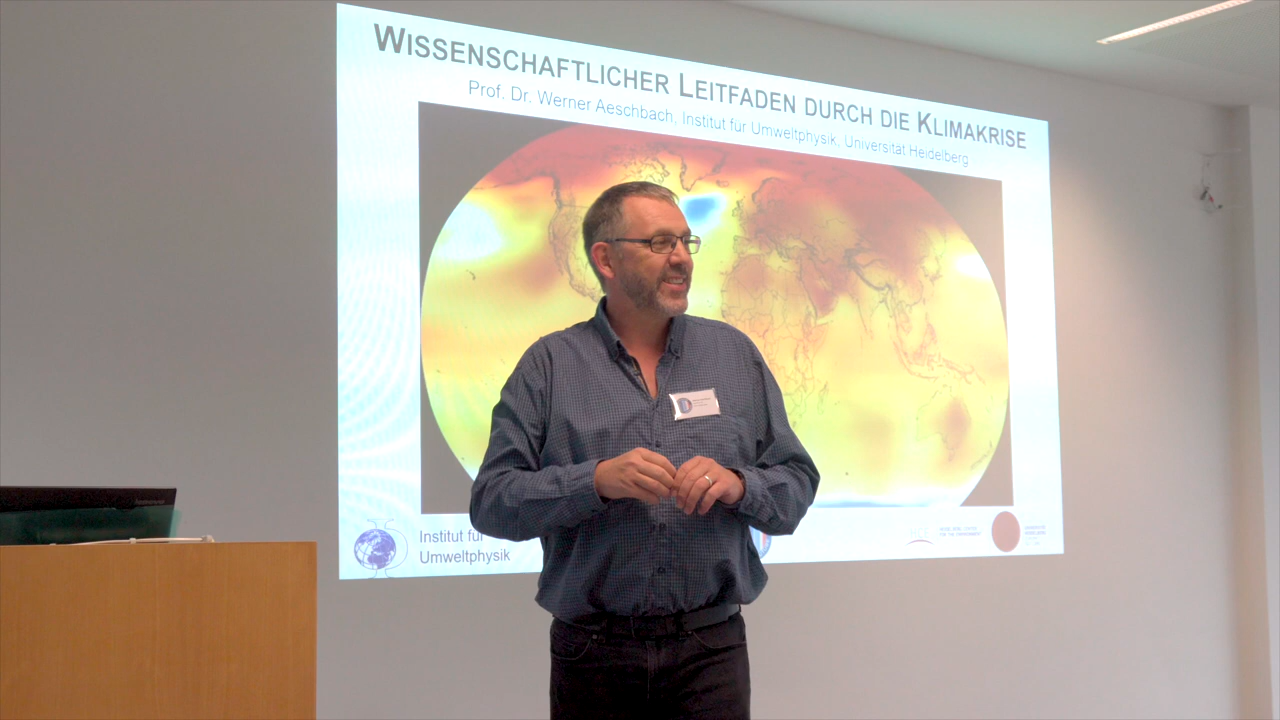 WISSENSCHAFTLICHER LEITFADEN DURCH DIE KLIMAKRISE
Prof. Dr. Werner Aeschbach, Institut für Umweltphysik, Universität Heidelberg
Institut für
Umweltphysik